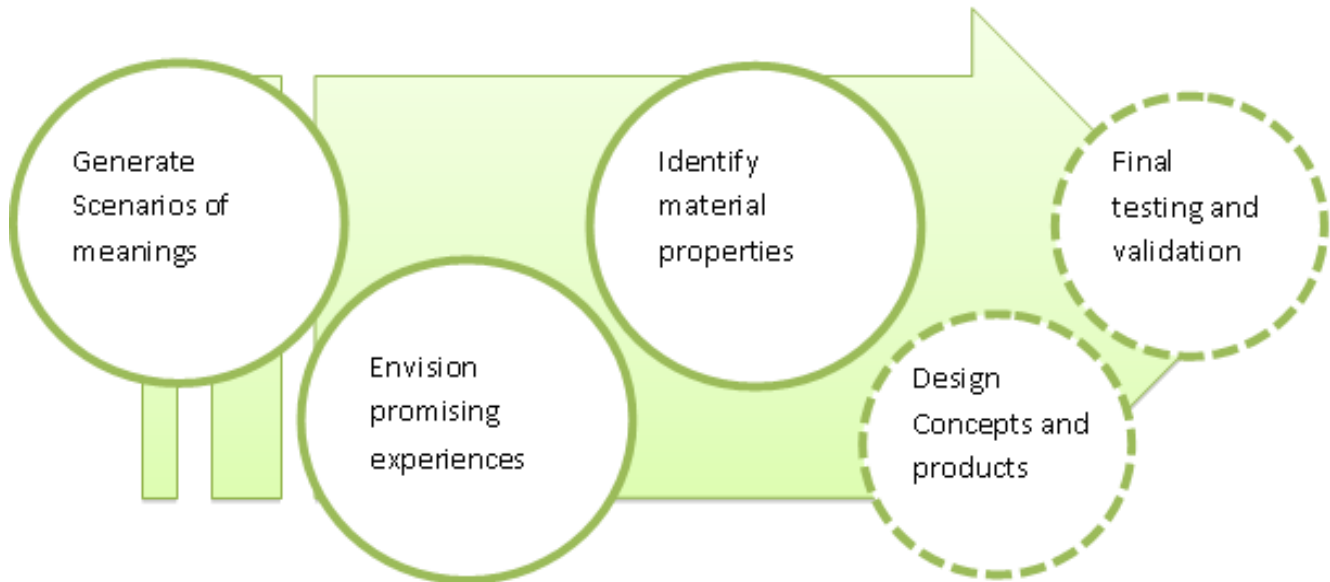 Generate
Scenarios of
meanings
Envision
promising
experiences
Identify
material
properties
Design
Concepts and
products
Final
testing and
validation